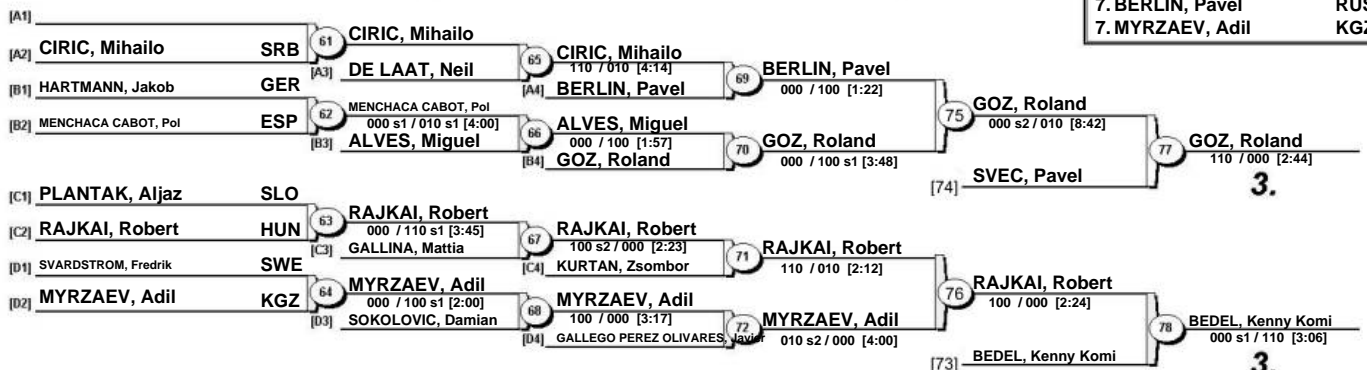 7. BERLIN, Pavel RUS
7. MYRZAEV, Adil KGZ
[A1]
[A2] CIRIC, Mihailo SRB
61 CIRIC, Mihailo
[A3] DE LAAT, Neil
65 CIRIC, Mihailo
110 / 010 [4:14]
[A4] BERLIN, Pavel
69 BERLIN, Pavel
000 / 100 [1:22]
[B1] HARTMANN, Jakob GER
[B2] MENCHACA CABOT, Pol ESP
62 MENCHACA CABOT, Pol
000 s1 / 010 s1 [4:00]
[B3] ALVES, Miguel
66 ALVES, Miguel
000 / 100 [1:57]
[B4] GOZ, Roland
70 GOZ, Roland
000 / 100 s1 [3:48]
75 GOZ, Roland
000 s2 / 010 [8:42]
[74] SVEC, Pavel
77 GOZ, Roland
110 / 000 [2:44]
3.
[C1] PLANTAK, Aljaz SLO
[C2] RAJKAI, Robert HUN
63 RAJKAI, Robert
000 / 110 s1 [3:45]
[C3] GALLINA, Mattia
67 RAJKAI, Robert
100 s2 / 000 [2:23]
[C4] KURTAN, Zsombor
71 RAJKAI, Robert
110 / 010 [2:12]
[D1] SVARDSTROM, Fredrik SWE
[D2] MYRZAEV, Adil KGZ
64 MYRZAEV, Adil
000 / 100 s1 [2:00]
[D3] SOKOLOVIC, Damian
68 MYRZAEV, Adil
100 / 000 [3:17]
[D4] GALLEGO PEREZ OLIVARES, Javier
72 MYRZAEV, Adil
010 s2 / 000 [4:00]
76 RAJKAI, Robert
100 / 000 [2:24]
[73] BEDEL, Kenny Komi
78 BEDEL, Kenny Komi
000 s1 / 110 [3:06]
3.